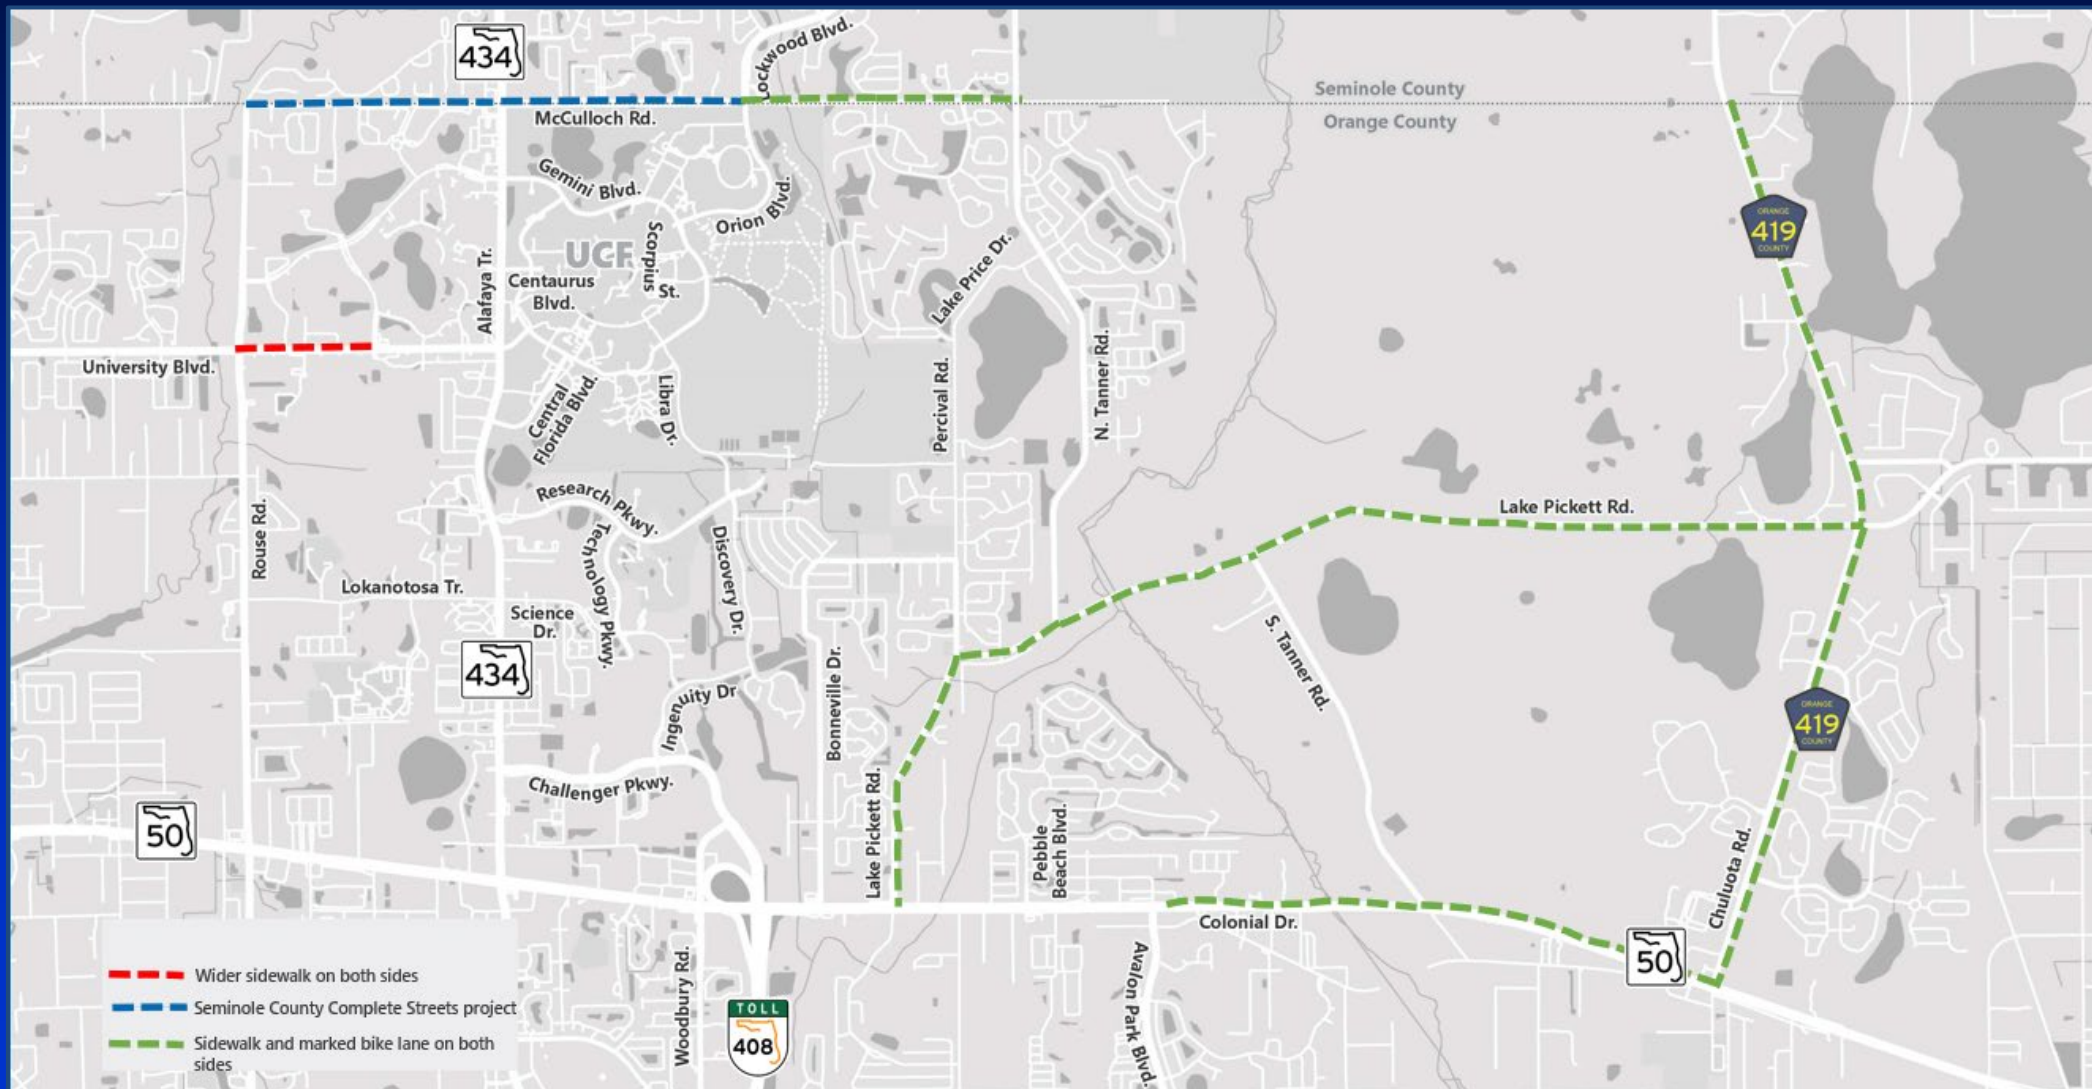 434
Lockwood Blvd.
Seminole County
Orange County
McCulloch Rd.
Gemini Blvd.
Orion Blvd.
Scorpius
St.
UCF
ORANGE
419
COUNTY
Alafaya Tr.
Centaurus
Blvd.
Lake Price Dr.
University Blvd.
N. Tanner Rd.
Percival Rd.
Central
Florida Blvd.
Libra Dr.
Research Pkwy.
Lake Pickett Rd.
Rouse Rd.
Technology Pkwy.
Discovery Dr.
Lokanotosa Tr.
Science
Dr.
434
S. Tanner Rd.
Ingenuity Dr
Bonneville Dr.
ORANGE
419
COUNTY
Challenger Pkwy.
50
Lake Pickett Rd.
Pebble
Beach Blvd.
Chuluota Rd.
Colonial Dr.
50
Woodbury Rd.
Avalon Park Blvd.
TOLL
408
Wider sidewalk on both sides
Seminole County Complete Streets project
Sidewalk and marked bike lane on both
sides